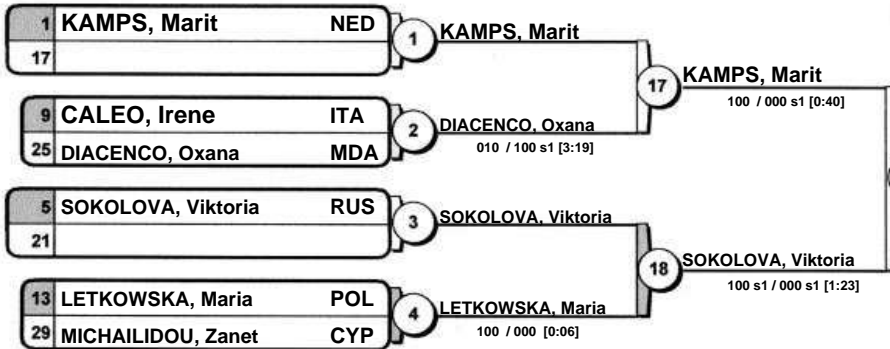 1 KAMPS, Marit NED
17
1
KAMPS, Marit
9 CALEO, Irene ITA
25 DIACENCO, Oxana MDA
2
DIACENCO, Oxana
010 / 100 s1 [3:19]
17
KAMPS, Marit
100 / 000 s1 [0:40]
5 SOKOLOVA, Viktoria RUS
21
3
SOKOLOVA, Viktoria
13 LETKOWSKA, Maria POL
29 MICHAILIDOU, Zanet CYP
4
LETKOWSKA, Maria
100 / 000 [0:06]
18
SOKOLOVA, Viktoria
100 s1 / 000 s1 [1:23]